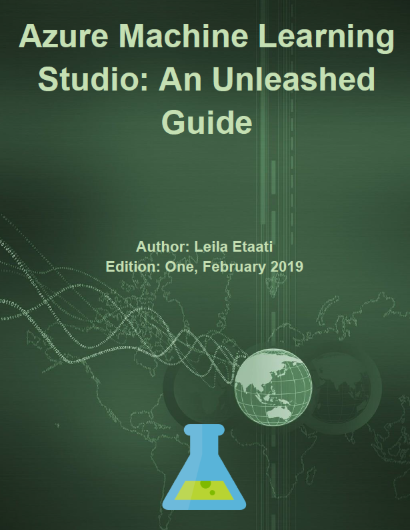 Azure Machine Learning
Studio: An Unleashed
Guide
Author: Leila Etaati
Edition: One, February 2019